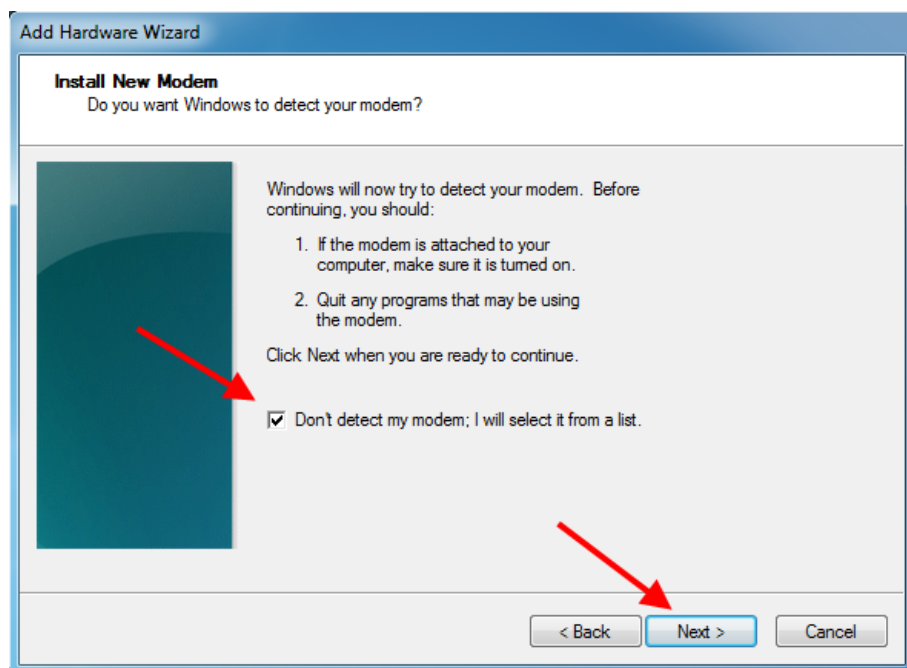 Add Hardware Wizard
Install New Modem
Do you want Windows to detect your modem?
Windows will now try to detect your modem. Before
continuing, you should:
1. If the modem is attached to your
computer, make sure it is turned on.
2. Quit any programs that may be using
the modem.
Click Next when you are ready to continue.
Don't detect my modem; I will select it from a list.
< Back Next > Cancel